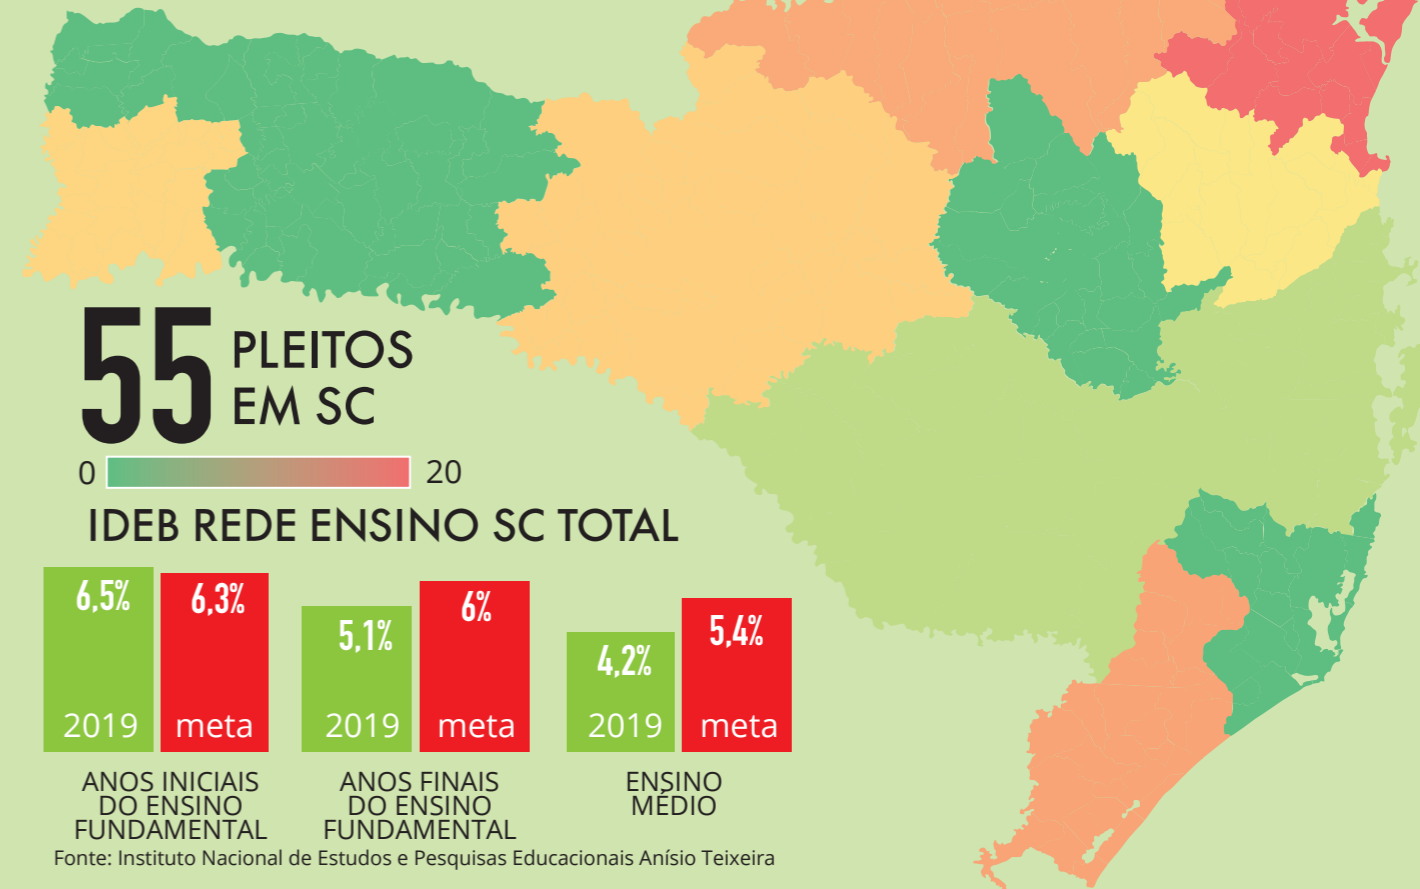 55 PLEITOS
EM SC
0 20
IDEB REDE ENSINO SC TOTAL
6,5% 6,3% 5,1% 6% 4,2% 5,4%
2019 meta 2019 meta 2019 meta
ANOS INICIAIS
DO ENSINO
FUNDAMENTAL
ANOS FINAIS
DO ENSINO
FUNDAMENTAL
ENSINO
MÉDIO
Fonte: Instituto Nacional de Estudos e Pesquisas Educacionais Anísio Teixeira